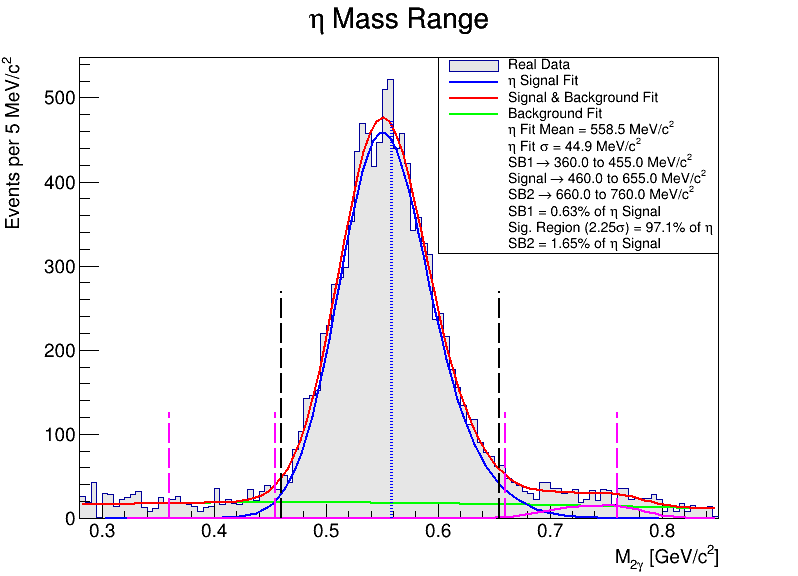 η Mass Range
Events per 5 MeV/c²
500
400
300
200
100
0
Real Data
η Signal Fit
Signal & Background Fit
Background Fit
η Fit Mean = 558.5 MeV/c²
η Fit σ = 44.9 MeV/c²
SB1 → 360.0 to 455.0 MeV/c²
Signal → 460.0 to 655.0 MeV/c²
SB2 → 660.0 to 760.0 MeV/c²
SB1 = 0.63% of η Signal
Sig. Region (2.25σ) = 97.1% of η
SB2 = 1.65% of η Signal
0.3 0.4 0.5 0.6 0.7 0.8
M₂γ [GeV/c²]